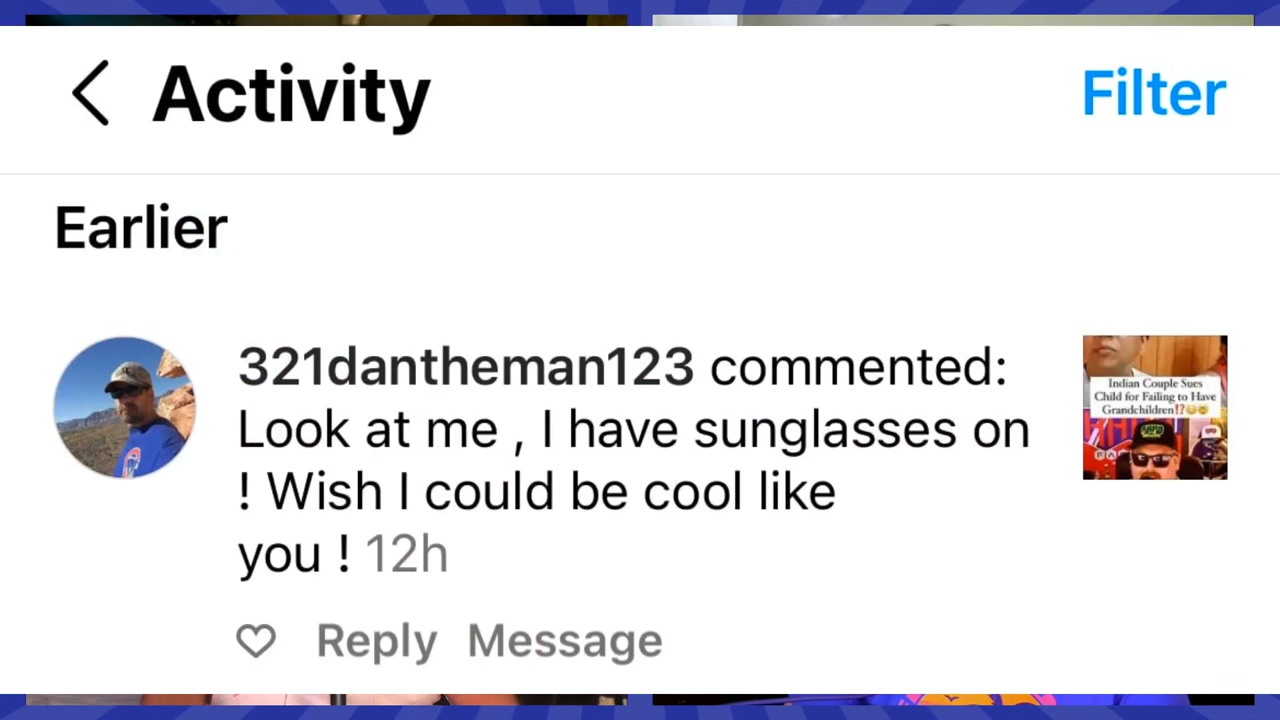 Activity
Filter
Earlier
321dantheman123 commented:
Look at me , I have sunglasses on
! Wish I could be cool like
you ! 12h
Indian Couple Sues
Child for Failing to Have
Grandchildren⁉️😳🤯
Reply Message